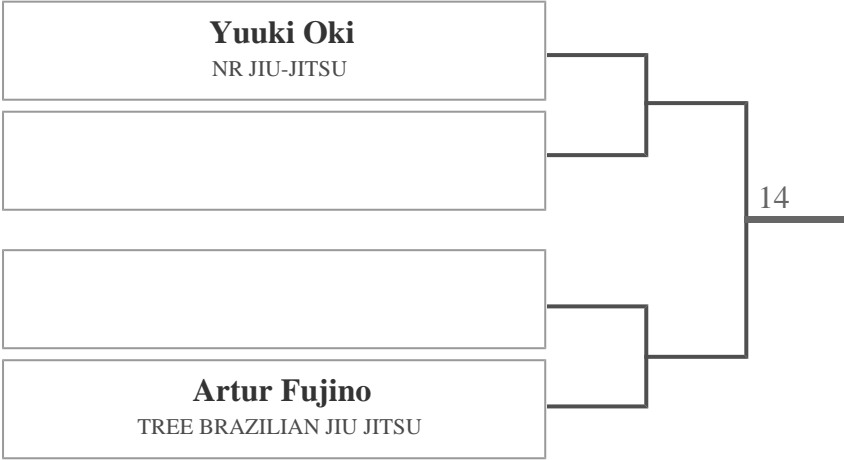 Yuuki Oki
NR JIU-JITSU
14
Artur Fujino
TREE BRAZILIAN JIU JITSU